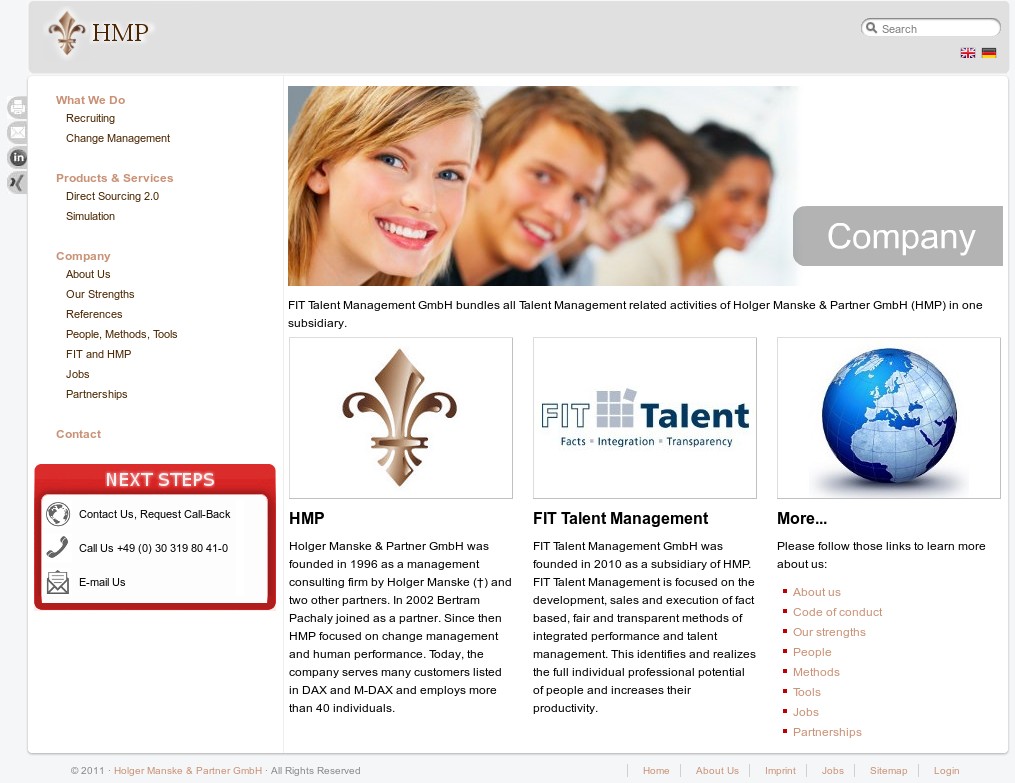 HMP
Search
What We Do
Recruiting
Change Management
Products & Services
Direct Sourcing 2.0
Simulation
Company
About Us
Our Strengths
References
People, Methods, Tools
FIT and HMP
Jobs
Partnerships
Contact
in
NEXT STEPS
Contact Us, Request Call-Back
Call Us +49 (0) 30 319 80 41-0
E-mail Us
Company
FIT Talent Management GmbH bundles all Talent Management related activities of Holger Manske & Partner GmbH (HMP) in one
subsidiary.
HMP
Holger Manske & Partner GmbH was
founded in 1996 as a management
consulting firm by Holger Manske (†) and
two other partners. In 2002 Bertram
Pachaly joined as a partner. Since then
HMP focused on change management
and human performance. Today, the
company serves many customers listed
in DAX and M-DAX and employs more
than 40 individuals.
FIT Talent
Facts ▪ Integration ▪ Transparency
FIT Talent Management
FIT Talent Management GmbH was
founded in 2010 as a subsidiary of HMP.
FIT Talent Management is focused on the
development, sales and execution of fact
based, fair and transparent methods of
integrated performance and talent
management. This identifies and realizes
the full individual professional potential
of people and increases their
productivity.
More...
Please follow those links to learn more
about us:
About us
Code of conduct
Our strengths
People
Methods
Tools
Jobs
Partnerships
© 2011 · Holger Manske & Partner GmbH · All Rights Reserved
Home About Us Imprint Jobs Sitemap Login